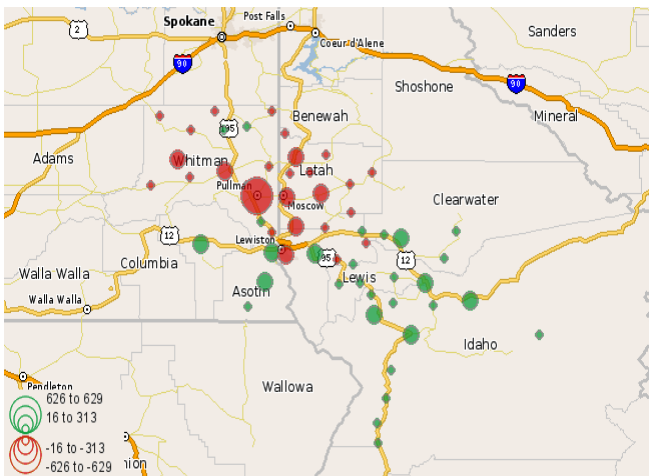 Sanders
Post Falls
Spokane
2
Coeur d'Alene
90
90
Shoshone
Mineral
Benewah
195
Adams
Whitman
Latah
Pullman
Moscow
Clearwater
12
Lewiston
12
95
Columbia
Walla Walla
Lewis
Asotin
Walla Walla
Idaho
Pendleton
Wallowa
626 to 629
16 to 313
-16 to -313
-626 to -629
nion